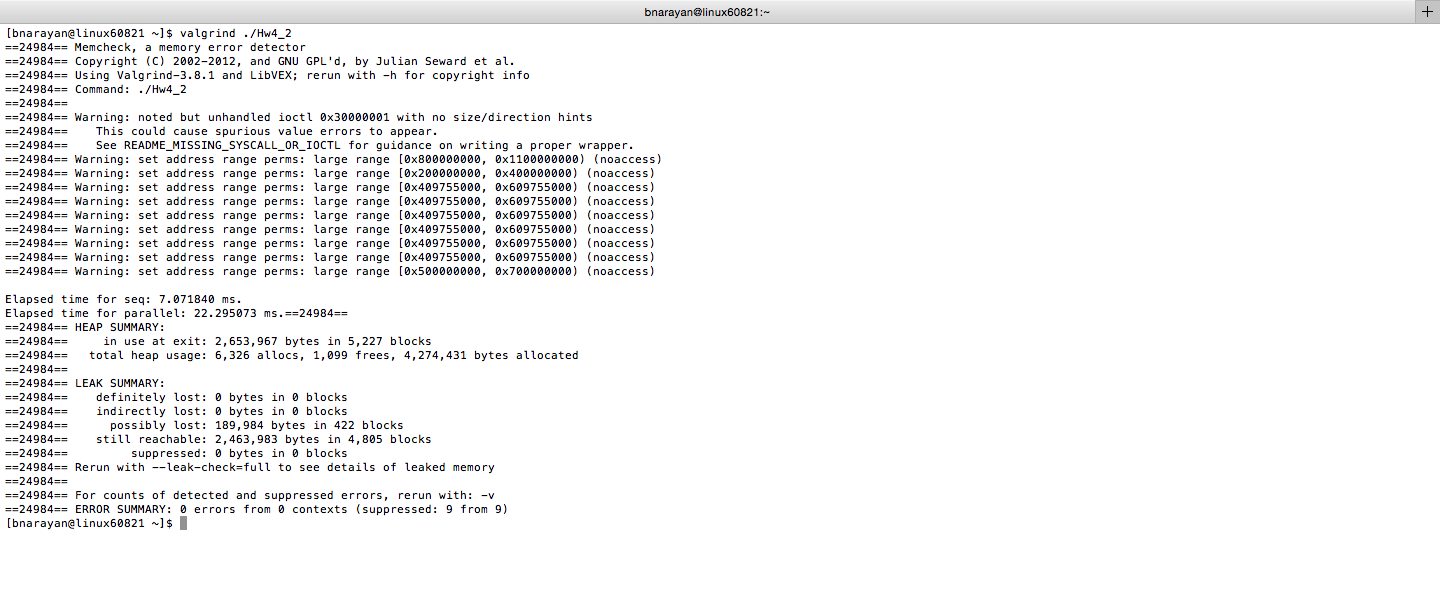 bnarayan@linux60821:~
[bnarayan@linux60821 ~]$ valgrind ./Hw4_2
==24984== Memcheck, a memory error detector
==24984== Copyright (C) 2002-2012, and GNU GPL'd, by Julian Seward et al.
==24984== Using Valgrind-3.8.1 and LibVEX; rerun with -h for copyright info
==24984== Command: ./Hw4_2
==24984==
==24984== Warning: noted but unhandled ioctl 0x30000001 with no size/direction hints
==24984==    This could cause spurious value errors to appear.
==24984==    See README_MISSING_SYSCALL_OR_IOCTL for guidance on writing a proper wrapper.
==24984== Warning: set address range perms: large range [0x800000000, 0x1100000000) (noaccess)
==24984== Warning: set address range perms: large range [0x200000000, 0x400000000) (noaccess)
==24984== Warning: set address range perms: large range [0x409755000, 0x609755000) (noaccess)
==24984== Warning: set address range perms: large range [0x409755000, 0x609755000) (noaccess)
==24984== Warning: set address range perms: large range [0x409755000, 0x609755000) (noaccess)
==24984== Warning: set address range perms: large range [0x409755000, 0x609755000) (noaccess)
==24984== Warning: set address range perms: large range [0x409755000, 0x609755000) (noaccess)
==24984== Warning: set address range perms: large range [0x409755000, 0x609755000) (noaccess)
==24984== Warning: set address range perms: large range [0x500000000, 0x700000000) (noaccess)
Elapsed time for seq: 7.071840 ms.
Elapsed time for parallel: 22.295073 ms.==24984==
==24984== HEAP SUMMARY:
==24984==     in use at exit: 2,653,967 bytes in 5,227 blocks
==24984==   total heap usage: 6,326 allocs, 1,099 frees, 4,274,431 bytes allocated
==24984==
==24984== LEAK SUMMARY:
==24984==    definitely lost: 0 bytes in 0 blocks
==24984==    indirectly lost: 0 bytes in 0 blocks
==24984==      possibly lost: 189,984 bytes in 422 blocks
==24984==    still reachable: 2,463,983 bytes in 4,805 blocks
==24984==         suppressed: 0 bytes in 0 blocks
==24984== Rerun with --leak-check=full to see details of leaked memory
==24984==
==24984== For counts of detected and suppressed errors, rerun with: -v
==24984== ERROR SUMMARY: 0 errors from 0 contexts (suppressed: 9 from 9)
[bnarayan@linux60821 ~]$